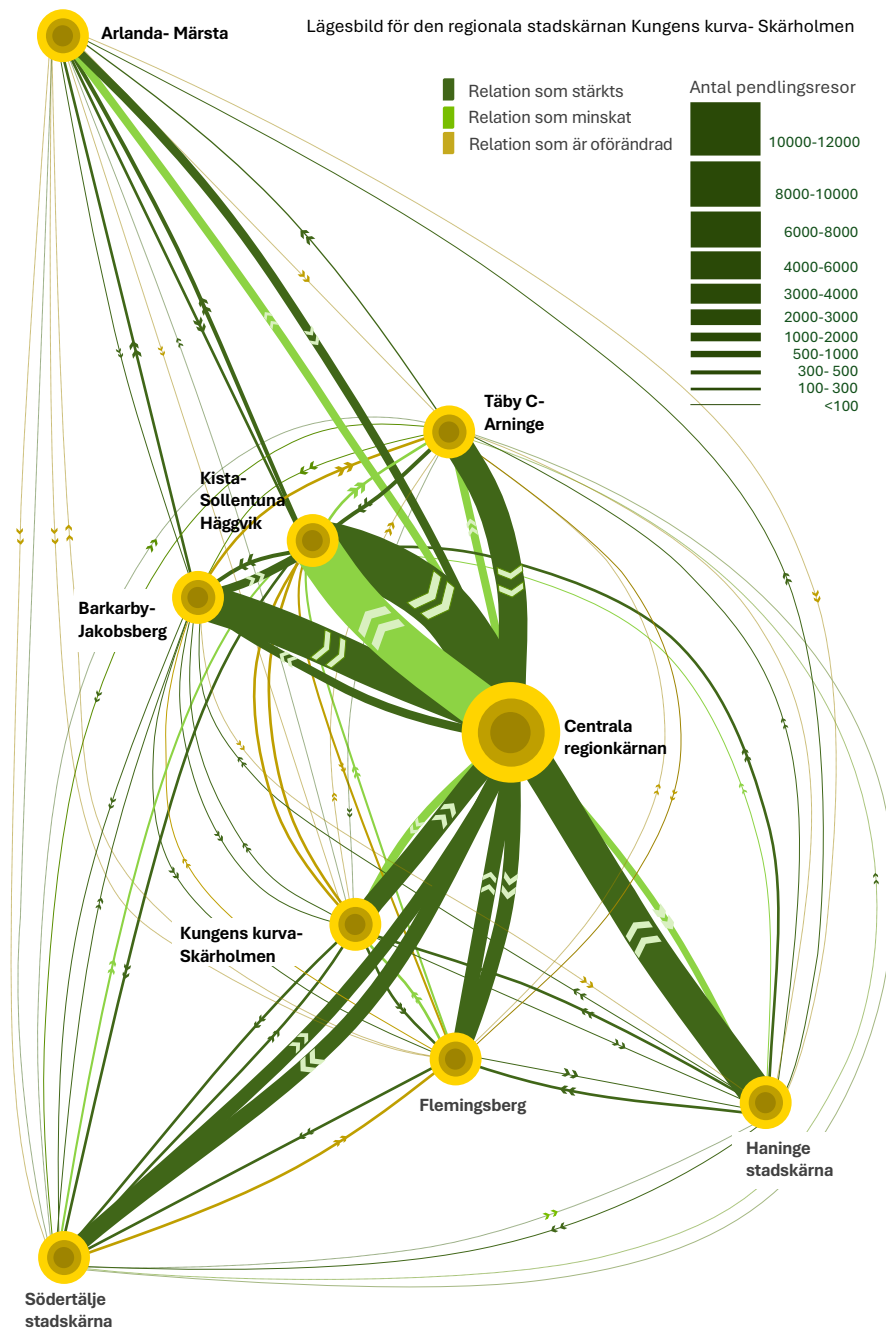 Lägesbild för den regionala stadskärnan Kungens kurva- Skärholmen
Arlanda- Märsta
Relation som stärkts
Relation som minskat
Relation som är oförändrad
Antal pendlingsresor
10000-12000
8000-10000
6000-8000
4000-6000
3000-4000
2000-3000
1000-2000
500-1000
300- 500
100- 300
<100
Täby C-
Arninge
Kista-
Sollentuna
Häggvik
Barkarby-
Jakobsberg
Centrala
regionkärnan
Kungens kurva-
Skärholmen
Flemingsberg
Haninge
stadskärna
Södertälje
stadskärna